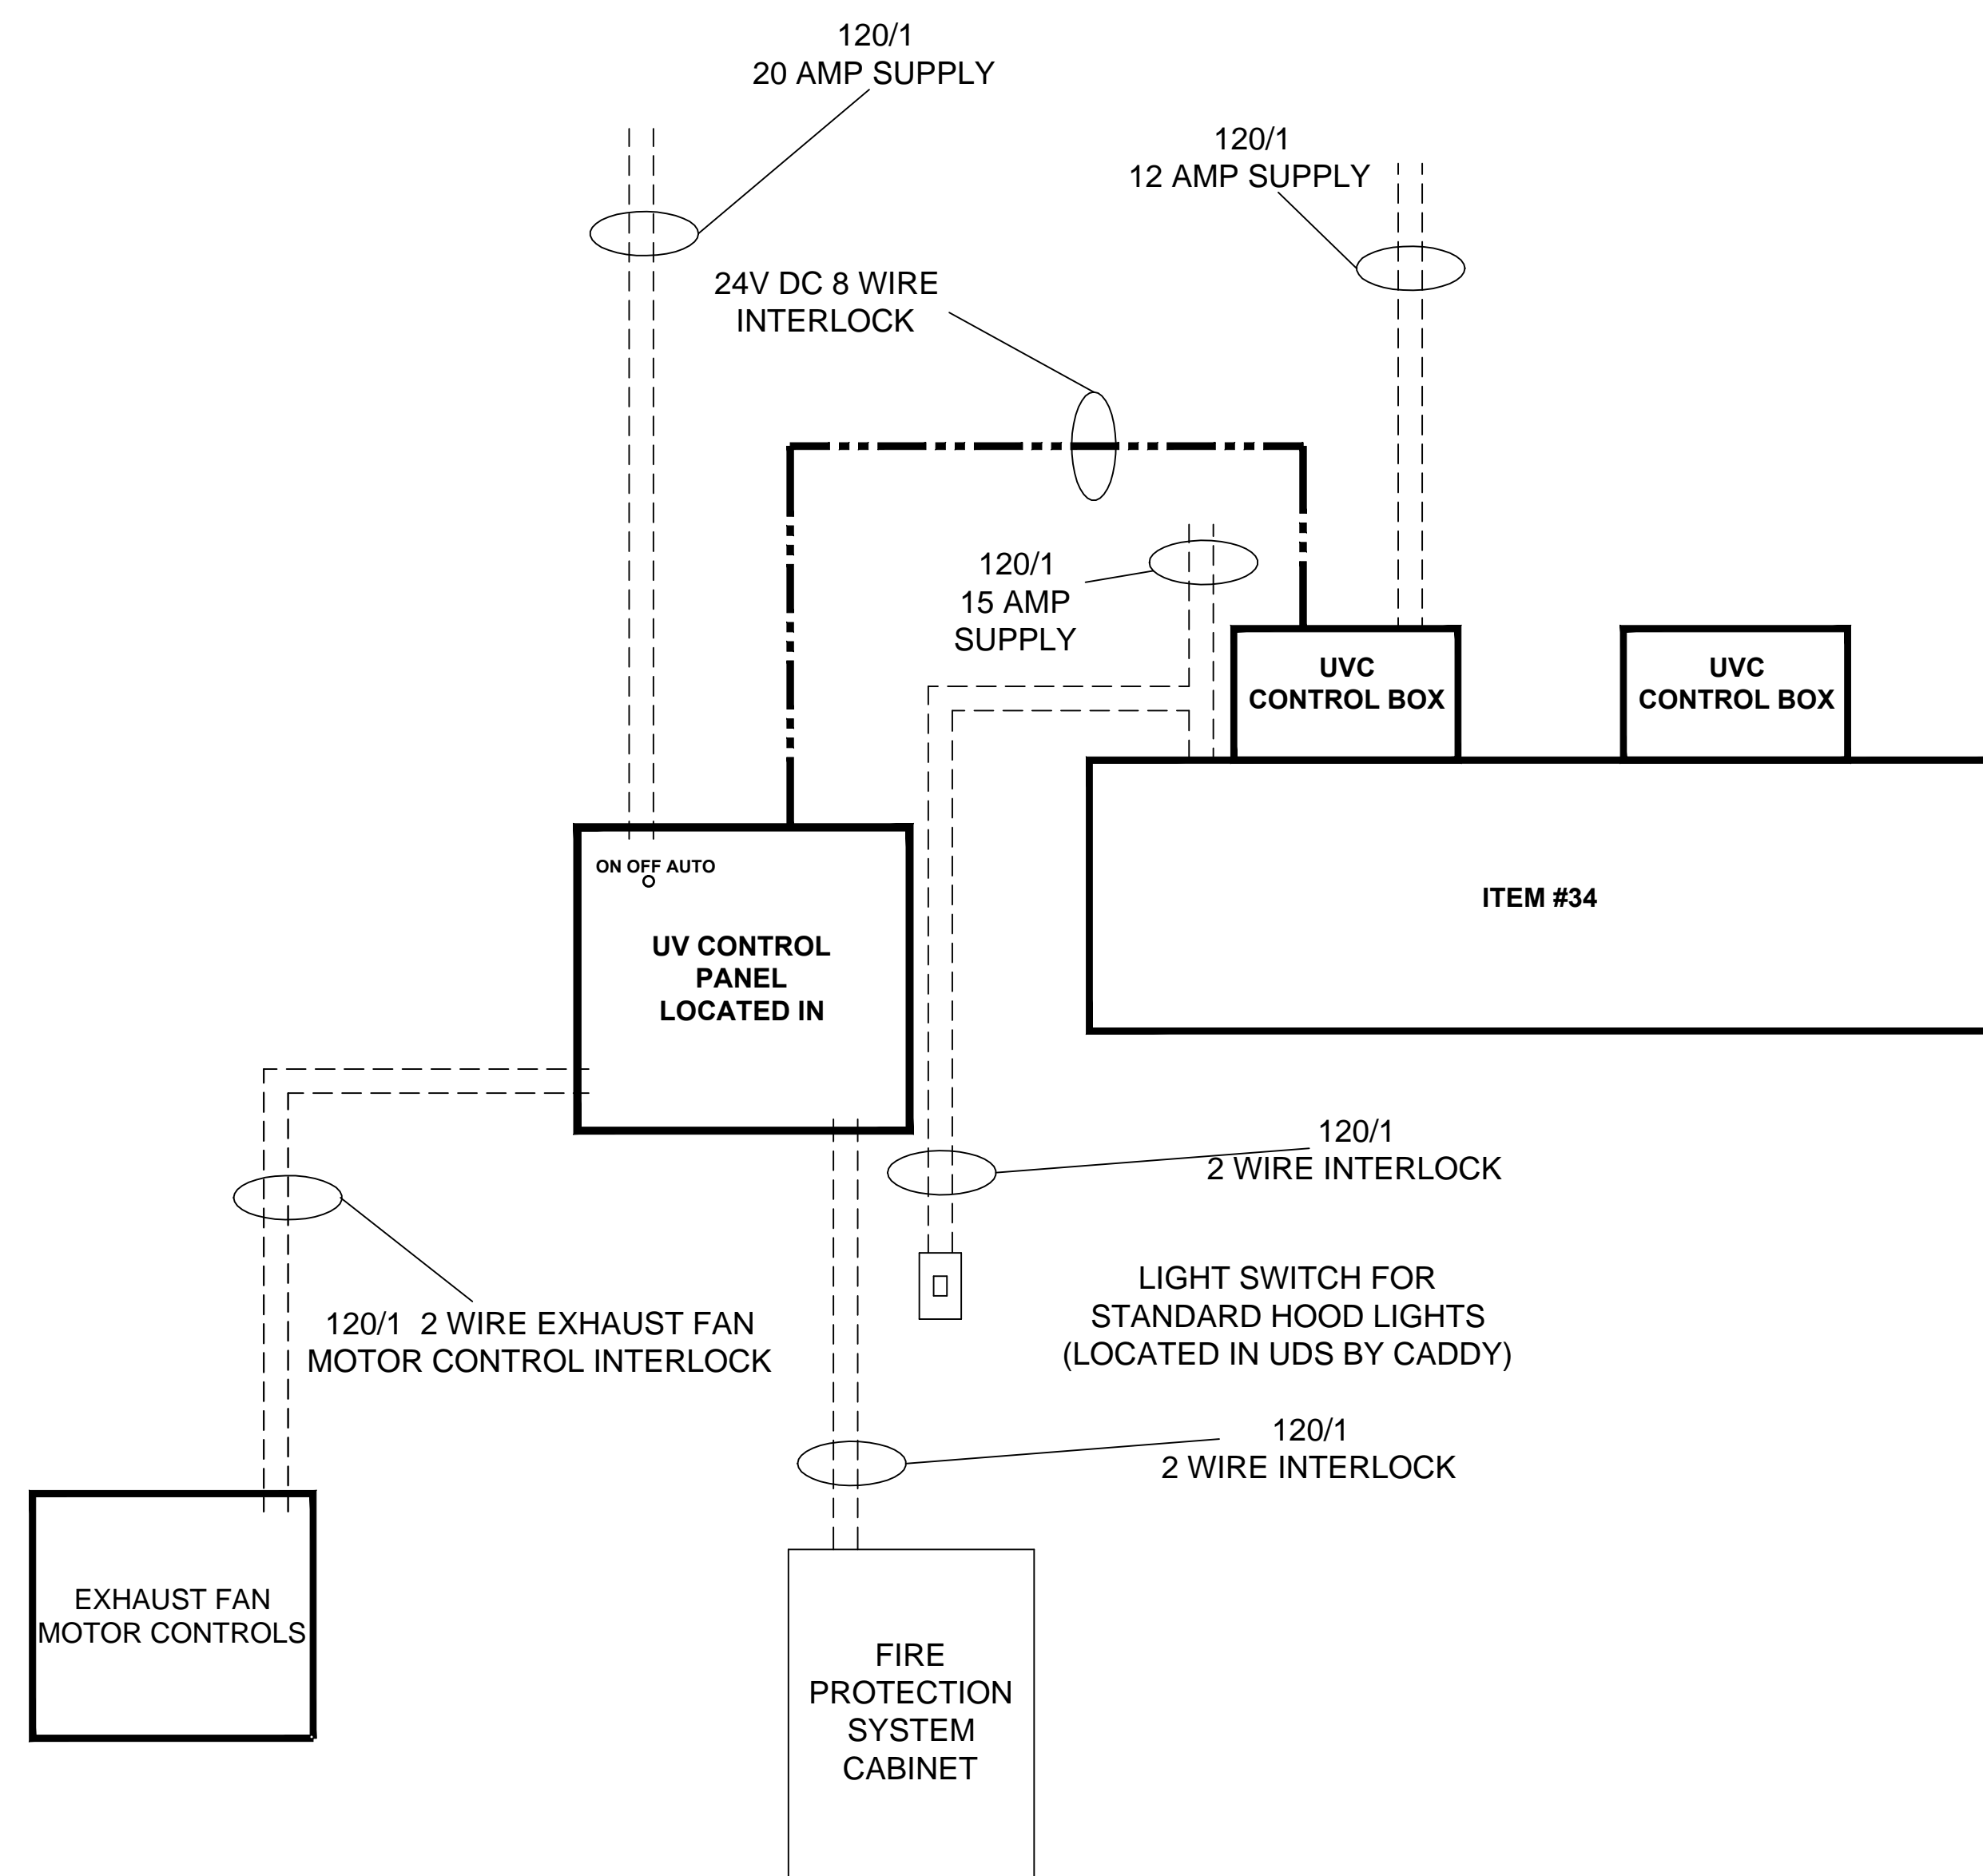 120/1
20 AMP SUPPLY
120/1
12 AMP SUPPLY
24V DC 8 WIRE
INTERLOCK
120/1
15 AMP
SUPPLY
UVC
CONTROL BOX
UVC
CONTROL BOX
ON OFF AUTO
UV CONTROL
PANEL
LOCATED IN
ITEM #34
120/1
2 WIRE INTERLOCK
LIGHT SWITCH FOR
STANDARD HOOD LIGHTS
(LOCATED IN UDS BY CADDY)
120/1  2 WIRE EXHAUST FAN
MOTOR CONTROL INTERLOCK
120/1
2 WIRE INTERLOCK
EXHAUST FAN
MOTOR CONTROLS
FIRE
PROTECTION
SYSTEM
CABINET